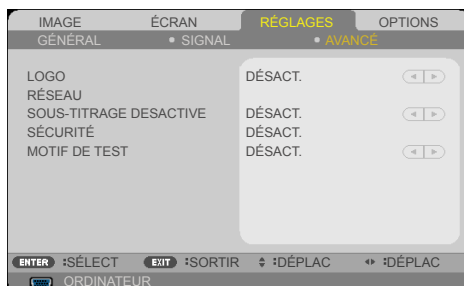 IMAGE ÉCRAN RÉGLAGES OPTIONS
GÉNÉRAL • SIGNAL • AVANCÉ
LOGO DÉSACT.
RÉSEAU
SOUS-TITRAGE DESACTIVE DÉSACT.
SÉCURITÉ DÉSACT.
MOTIF DE TEST DÉSACT.
ENTER :SÉLECT EXIT :SORTIR :DÉPLAC :DÉPLAC
ORDINATEUR